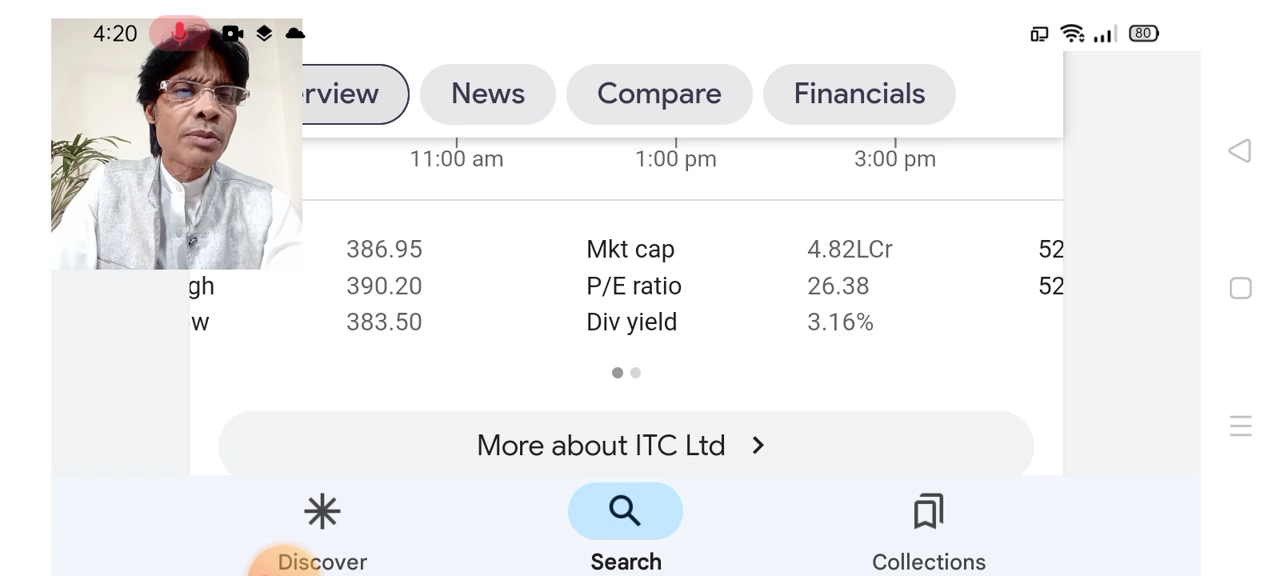 4:20
80
rview
News
Compare
Financials
11:00 am
1:00 pm
3:00 pm
386.95 Mkt cap 4.82LCr 52
gh 390.20 P/E ratio 26.38 52
w 383.50 Div yield 3.16%
More about ITC Ltd
Discover
Search
Collections